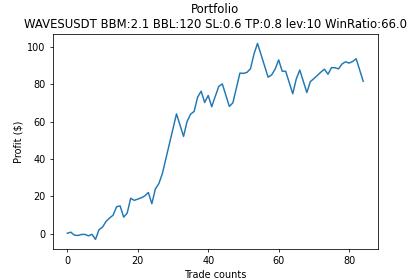 Portfolio
WAVESUSDT BBM:2.1 BBL:120 SL:0.6 TP:0.8 lev:10 WinRatio:66.0
100
80
60
40
20
0
Profit ($)
0 20 40 60 80
Trade counts